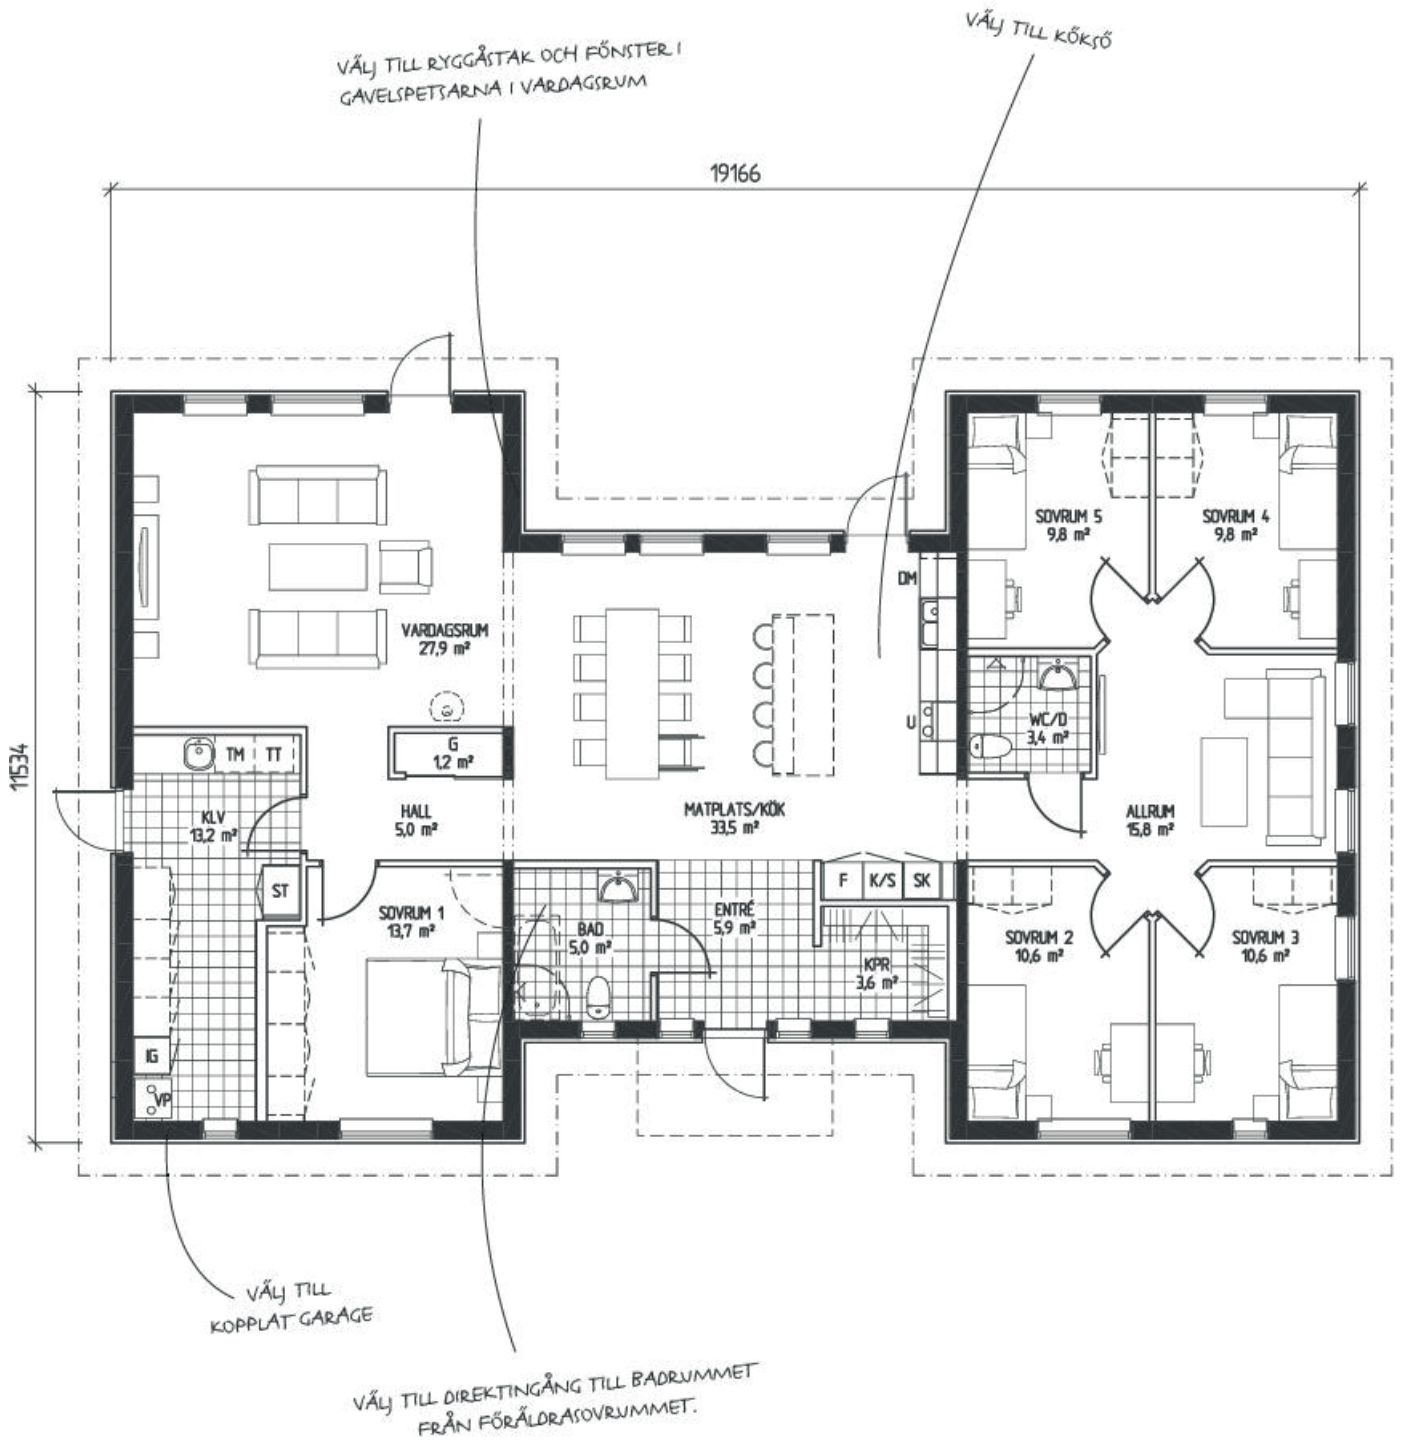 VÄLJ TILL KÖKSÖ
VÄLJ TILL RYGGÅSTAK OCH FÖNSTER I
GAVELSPETSARNA I VARDAGSRUM
19166
11534
SOVRUM 5
9,8 m²
SOVRUM 4
9,8 m²
DM
VARDAGSRUM
27,9 m²
U
WC/D
3,4 m²
G
1,2 m²
TM
TT
KLV
13,2 m²
HALL
5,0 m²
MATPLATS/KÖK
33,5 m²
ALLRUM
15,8 m²
ST
F
K/S
SK
SOVRUM 1
13,7 m²
BAD
5,0 m²
ENTRÉ
5,9 m²
KPR
3,6 m²
SOVRUM 2
10,6 m²
SOVRUM 3
10,6 m²
IG
VP
VÄLJ TILL
KOPPLAT GARAGE
VÄLJ TILL DIREKTINGÅNG TILL BADRUMMET
FRÅN FÖRÄLDRASOVRUMMET.